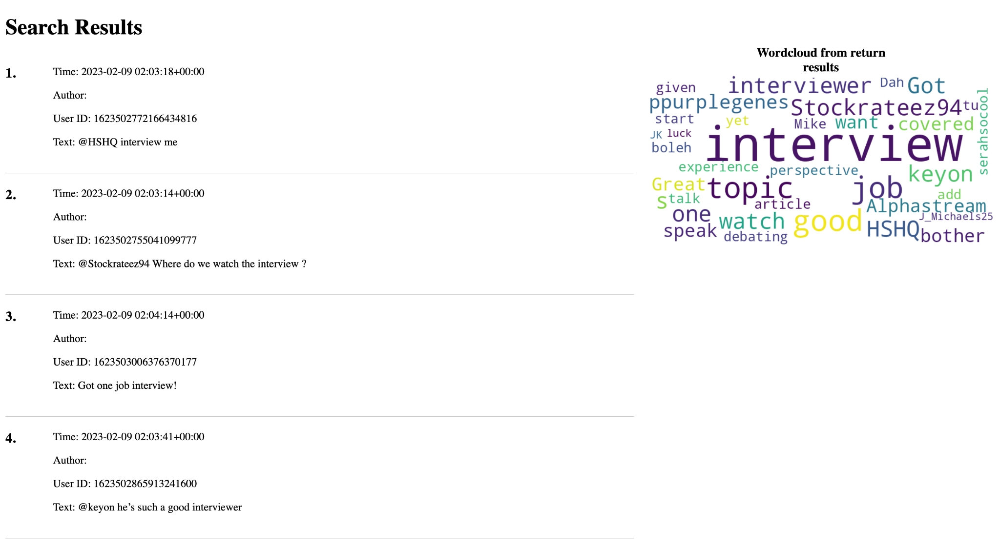 Search Results
1.
Time: 2023-02-09 02:03:18+00:00
Author:
User ID: 1623502772166434816
Text: @HSHQ interview me
2.
Time: 2023-02-09 02:03:14+00:00
Author:
User ID: 1623502755041099777
Text: @Stockrateez94 Where do we watch the interview ?
3.
Time: 2023-02-09 02:04:14+00:00
Author:
User ID: 1623503006376370177
Text: Got one job interview!
4.
Time: 2023-02-09 02:03:41+00:00
Author:
User ID: 1623502865913241600
Text: @keyon he’s such a good interviewer
Wordcloud from return
results
given
interviewer
Dah
Got
ppurplegenes
Stockrateez94
tu
serahsocool
start
yet
Mike
want
covered
JK
luck
interview
boleh
experience
perspective
keyon
Great
topic
job
add
s
talk
article
Alphastream
one
watch
good
J_Michaels25
speak
debating
HSHQ
bother